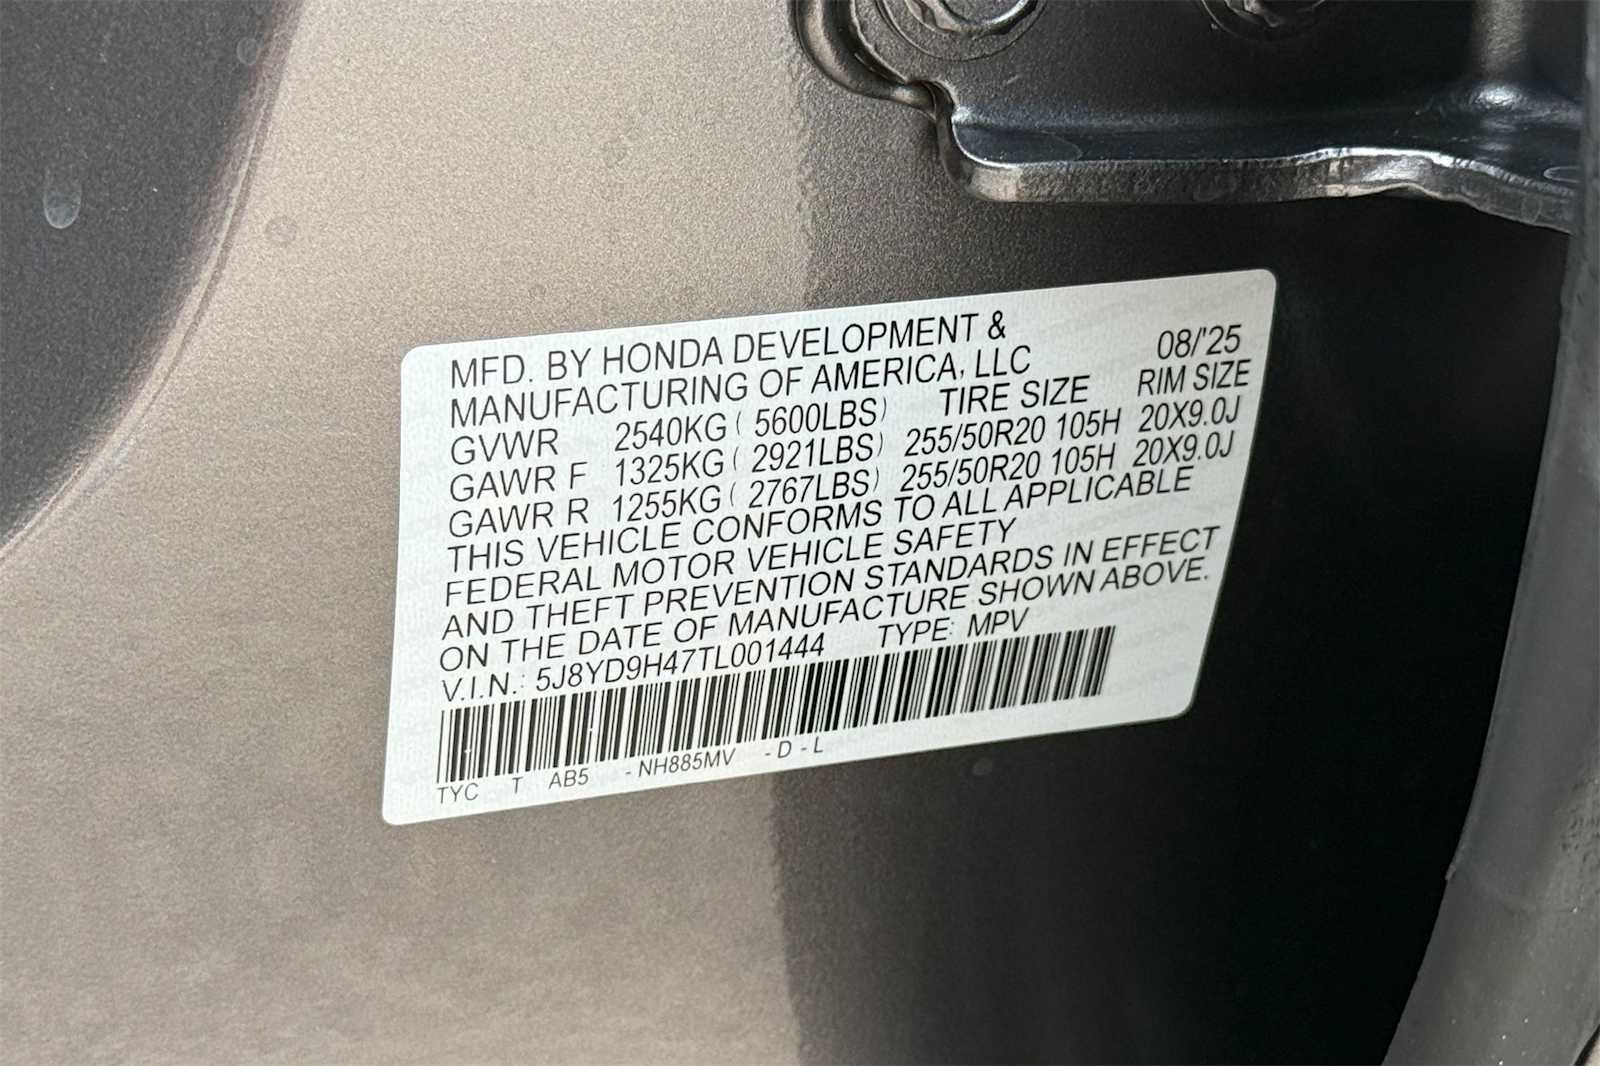 MFD. BY HONDA DEVELOPMENT & 08/'25
MANUFACTURING OF AMERICA, LLC RIM SIZE
GVWR 2540KG ( 5600LBS) TIRE SIZE
GAWR F 1325KG ( 2921LBS) 255/50R20 105H 20X9.0J
GAWR R 1255KG ( 2767LBS) 255/50R20 105H 20X9.0J
THIS VEHICLE CONFORMS TO ALL APPLICABLE
FEDERAL MOTOR VEHICLE SAFETY
AND THEFT PREVENTION STANDARDS IN EFFECT
ON THE DATE OF MANUFACTURE SHOWN ABOVE.
V.I.N.: 5J8YD9H47TL001444 TYPE: MPV
TYC T AB5 - NH885MV - D - L